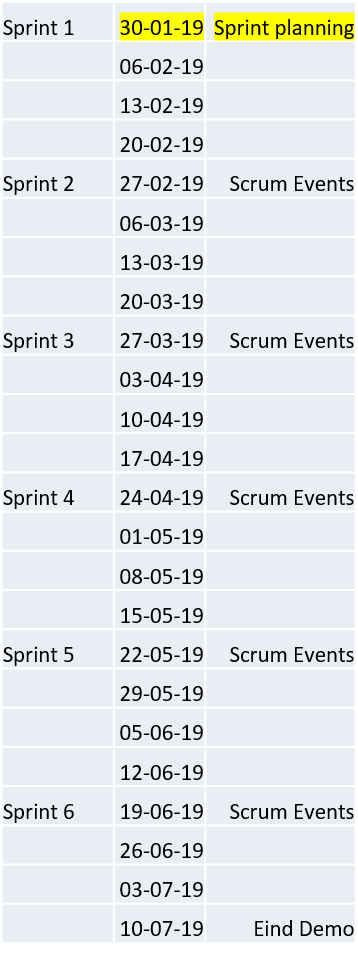 Sprint 1 30-01-19 Sprint planning
06-02-19
13-02-19
20-02-19
Sprint 2 27-02-19 Scrum Events
06-03-19
13-03-19
20-03-19
Sprint 3 27-03-19 Scrum Events
03-04-19
10-04-19
17-04-19
Sprint 4 24-04-19 Scrum Events
01-05-19
08-05-19
15-05-19
Sprint 5 22-05-19 Scrum Events
29-05-19
05-06-19
12-06-19
Sprint 6 19-06-19 Scrum Events
26-06-19
03-07-19
10-07-19 Eind Demo